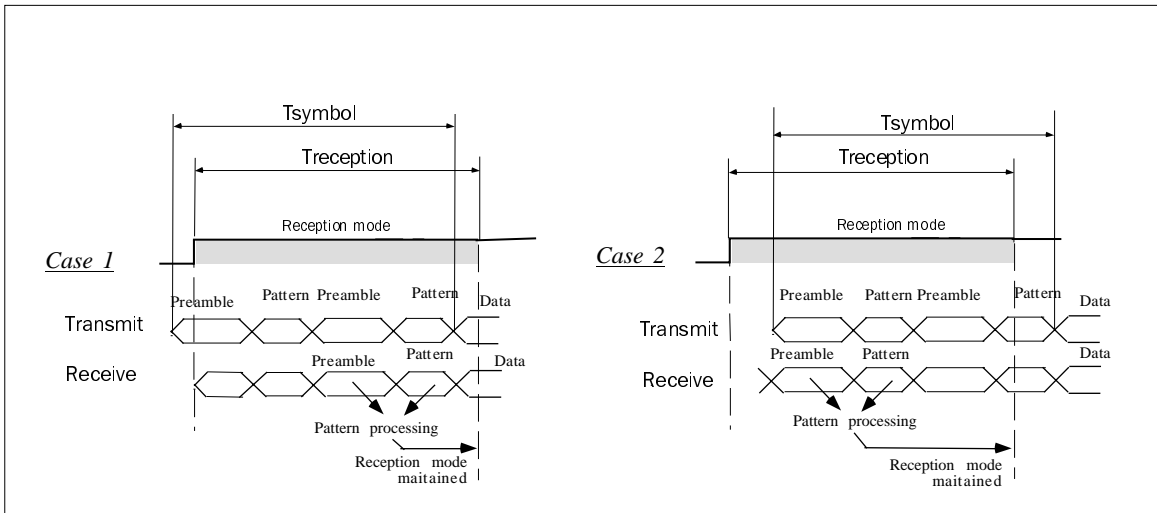 Tsymbol
Treception
Reception mode
Case 1
Preamble Pattern Preamble Pattern Data
Transmit
Preamble Pattern Data
Receive
Pattern processing
Reception mode
maitained
Tsymbol
Treception
Reception mode
Case 2
Preamble Pattern Preamble Pattern Data
Transmit
Preamble Pattern Data
Receive
Pattern processing
Reception mode
maitained